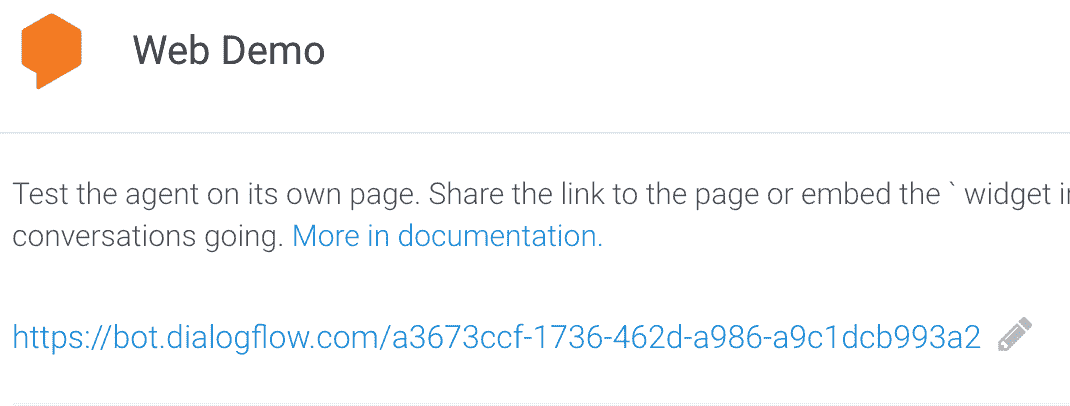 Web Demo
Test the agent on its own page. Share the link to the page or embed the ` widget i
conversations going. More in documentation.
https://bot.dialogflow.com/a3673ccf-1736-462d-a986-a9c1dcb993a2